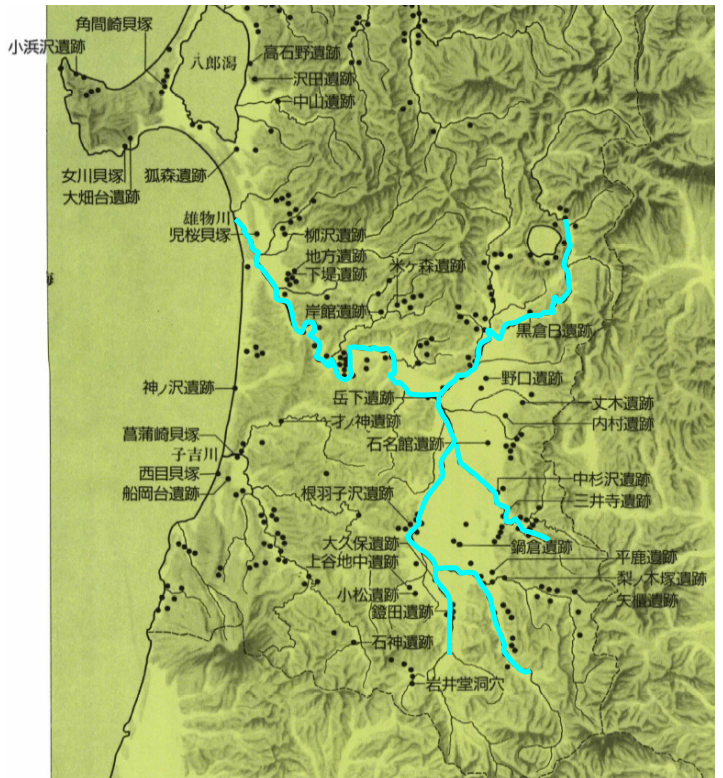 角間崎貝塚
小浜沢遺跡
八郎潟
高石野遺跡
沢田遺跡
中山遺跡
女川貝塚
狐森遺跡
大畑台遺跡
雄物川
児桜貝塚
柳沢遺跡
地方遺跡
下堤遺跡
米ケ森遺跡
海
岸館遺跡
黒倉B遺跡
神ノ沢遺跡
野口遺跡
岳下遺跡
丈木遺跡
才ノ神遺跡
内村遺跡
菖蒲崎貝塚
石名館遺跡
子吉川
西目貝塚
中杉沢遺跡
船岡台遺跡
根羽子沢遺跡
三井寺遺跡
大久保遺跡
鍋倉遺跡
上谷地中遺跡
平鹿遺跡
梨ノ木塚遺跡
小松遺跡
矢櫃遺跡
鐙田遺跡
石神遺跡
岩井堂洞穴